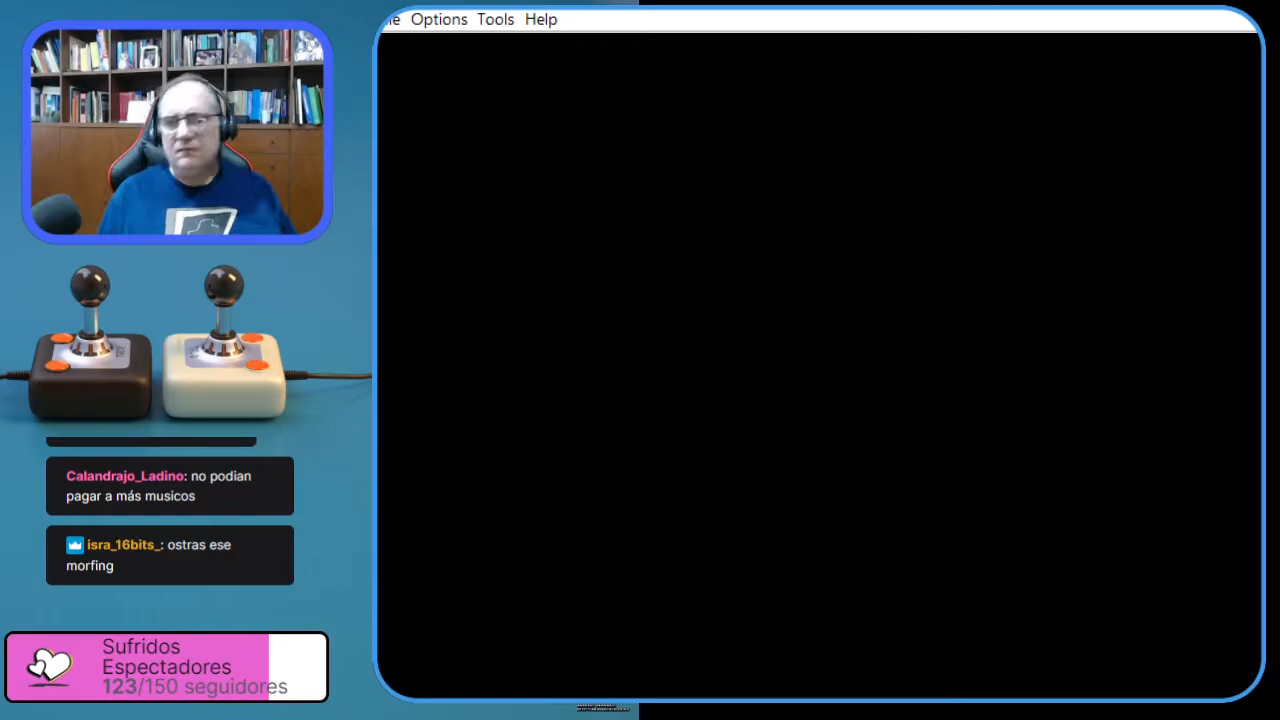 Options Tools Help
Calandrajo_Ladino: no podian
pagar a más musicos
isra_16bits_: ostras ese
morfing
Sufridos
Espectadores
123/150 seguidores